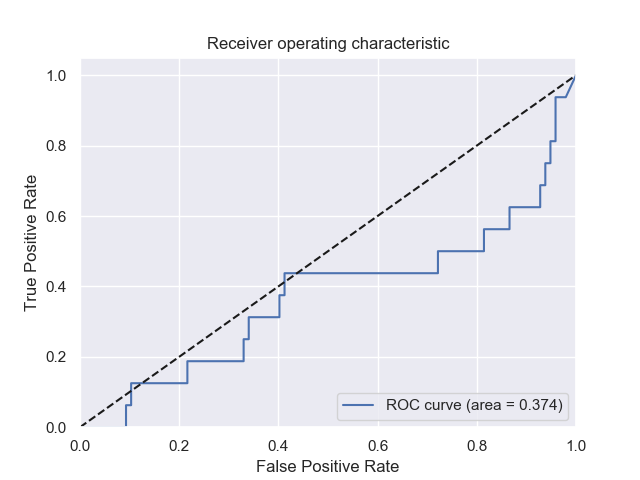 Receiver operating characteristic
True Positive Rate
1.0
0.8
0.6
0.4
0.2
0.0
ROC curve (area = 0.374)
0.0 0.2 0.4 0.6 0.8 1.0
False Positive Rate